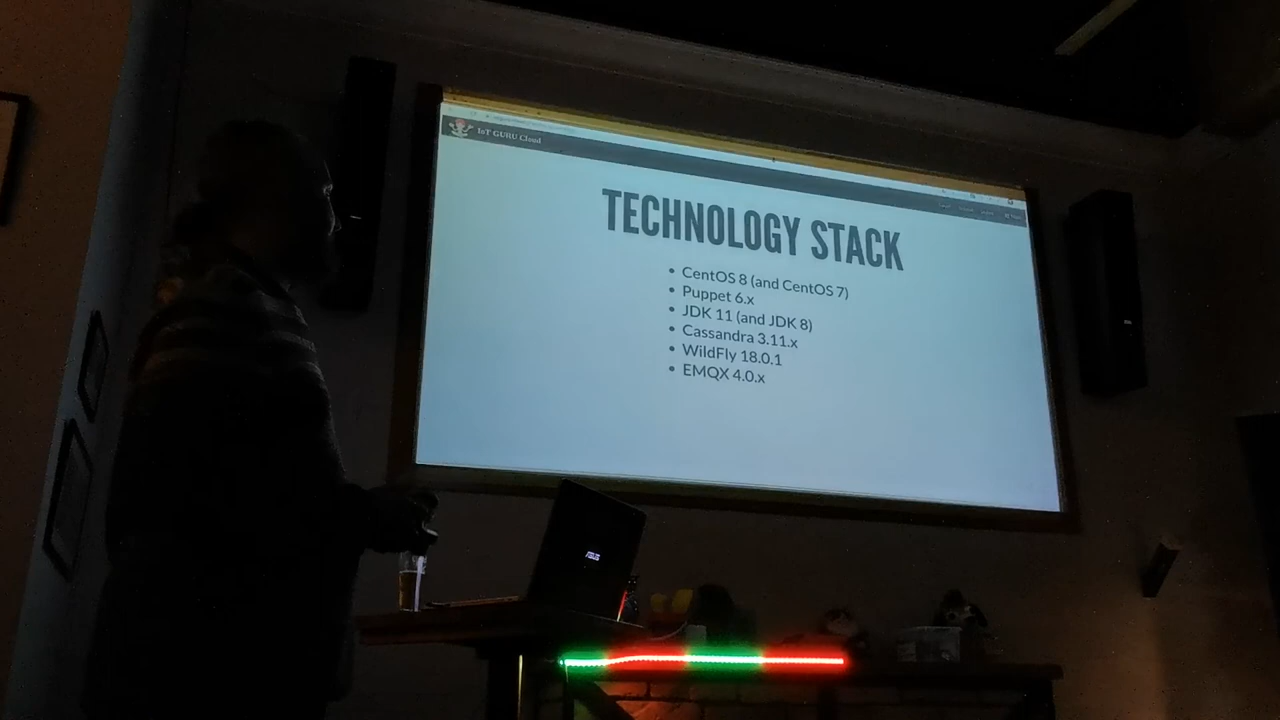 IoT GURU Cloud
TECHNOLOGY STACK
• CentOS 8 (and CentOS 7)
• Puppet 6.x
• JDK 11 (and JDK 8)
• Cassandra 3.11.x
• WildFly 18.0.1
• EMQX 4.0.x
ASUS